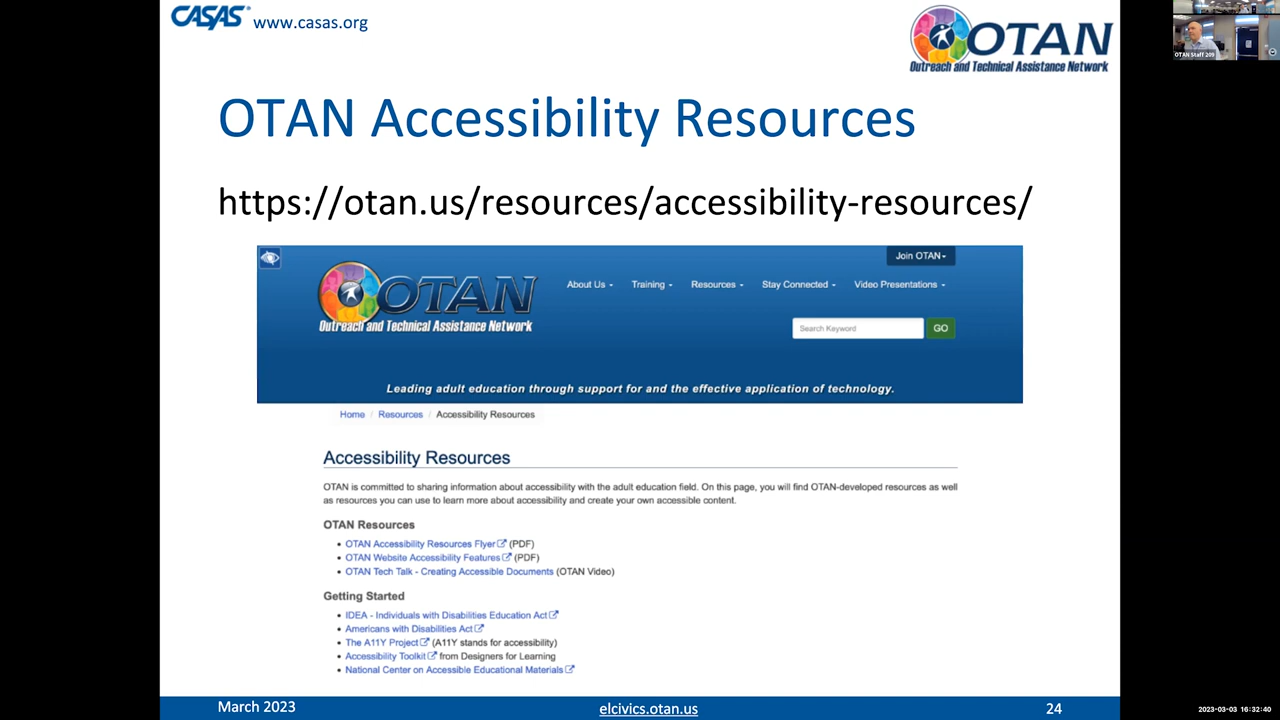 CASAS www.casas.org
OTAN
Outreach and Technical Assistance Network
OTAN Staff 209
OTAN Accessibility Resources
https://otan.us/resources/accessibility-resources/
Join OTAN
OTAN
Outreach and Technical Assistance Network
About Us Training Resources Stay Connected Video Presentations
Search Keyword GO
Leading adult education through support for and the effective application of technology.
Home / Resources / Accessibility Resources
Accessibility Resources
OTAN is committed to sharing information about accessibility with the adult education field. On this page, you will find OTAN-developed resources as well
as resources you can use to learn more about accessibility and create your own accessible content.
OTAN Resources
• OTAN Accessibility Resources Flyer (PDF)
• OTAN Website Accessibility Features (PDF)
• OTAN Tech Talk - Creating Accessible Documents (OTAN Video)
Getting Started
• IDEA - Individuals with Disabilities Education Act
• Americans with Disabilities Act
• The A11Y Project (A11Y stands for accessibility)
• Accessibility Toolkit from Designers for Learning
• National Center on Accessible Educational Materials
March 2023 elcivics.otan.us 24
2023-03-03 16:32:40